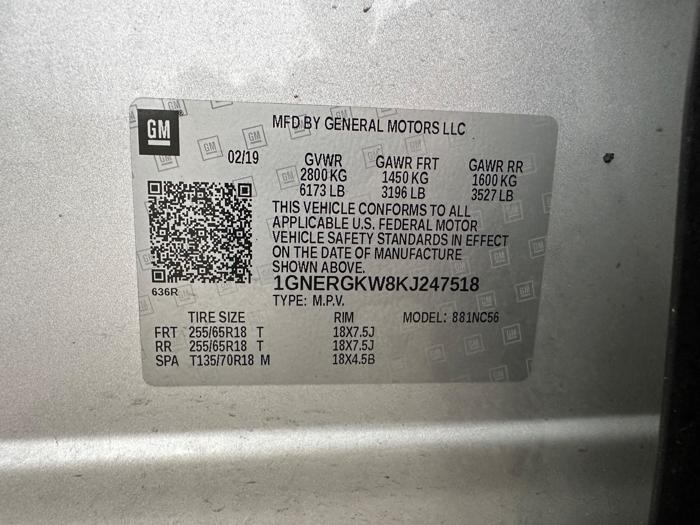 GM
MFD BY GENERAL MOTORS LLC
02/19 GVWR GAWR FRT GAWR RR
2800 KG 1450 KG 1600 KG
6173 LB 3196 LB 3527 LB
THIS VEHICLE CONFORMS TO ALL
APPLICABLE U.S. FEDERAL MOTOR
VEHICLE SAFETY STANDARDS IN EFFECT
ON THE DATE OF MANUFACTURE
SHOWN ABOVE.
636R
1GNERGKW8KJ247518
TYPE: M.P.V.
TIRE SIZE RIM MODEL: 881NC56
FRT 255/65R18 T 18X7.5J
RR 255/65R18 T 18X7.5J
SPA T135/70R18 M 18X4.5B